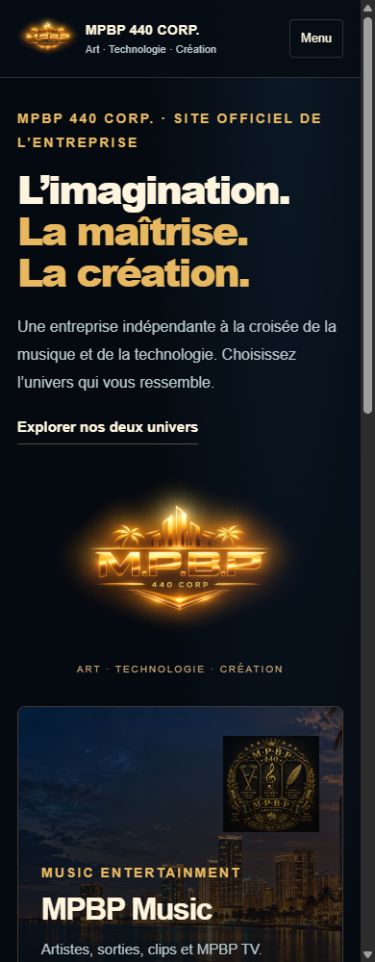 MPBP 440 CORP.
Art · Technologie · Création
Menu
MPBP 440 CORP. · SITE OFFICIEL DE
L’ENTREPRISE
L’imagination.
La maîtrise.
La création.
Une entreprise indépendante à la croisée de la
musique et de la technologie. Choisissez
l’univers qui vous ressemble.
Explorer nos deux univers
M.P.B.P
440 CORP
ART · TECHNOLOGIE · CRÉATION
M·P·B·P
440
MUSIC ENTERTAINMENT
MPBP Music
Artistes, sorties, clips et MPBP TV.